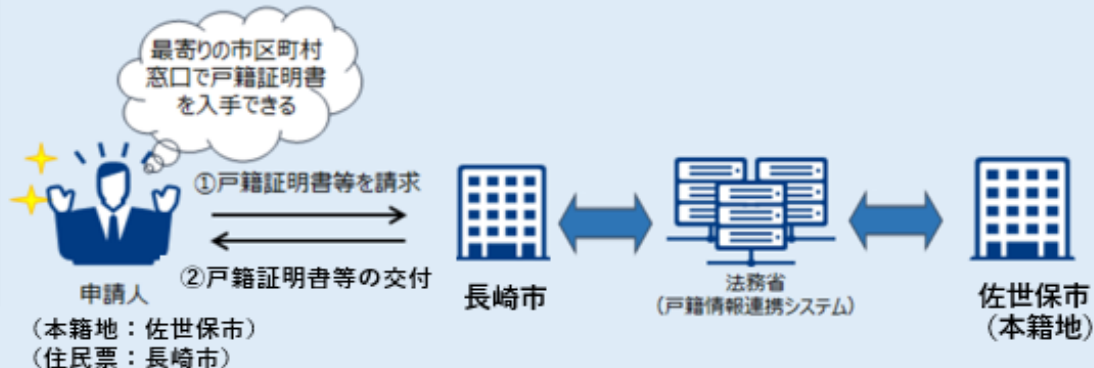 最寄りの市区町村
窓口で戸籍証明書
を入手できる
①戸籍証明書等を請求
②戸籍証明書等の交付
申請人
（本籍地：佐世保市）
（住民票：長崎市）
長崎市
法務省
（戸籍情報連携システム）
佐世保市
（本籍地）